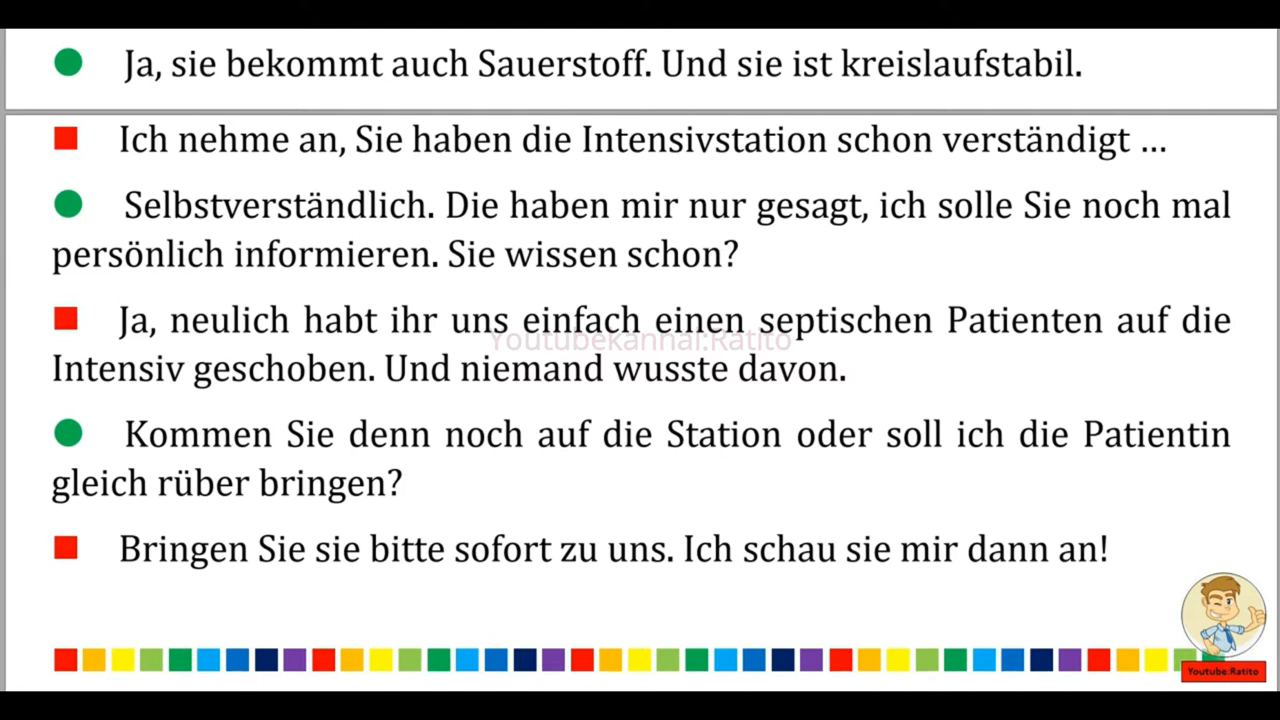 Ja, sie bekommt auch Sauerstoff. Und sie ist kreislaufstabil.
Ich nehme an, Sie haben die Intensivstation schon verständigt ...
Selbstverständlich. Die haben mir nur gesagt, ich solle Sie noch mal
persönlich informieren. Sie wissen schon?
Ja, neulich habt ihr uns einfach einen septischen Patienten auf die
Youtubekannal:Ratito
Intensiv geschoben. Und niemand wusste davon.
Kommen Sie denn noch auf die Station oder soll ich die Patientin
gleich rüber bringen?
Bringen Sie sie bitte sofort zu uns. Ich schau sie mir dann an!
Youtube:Ratito